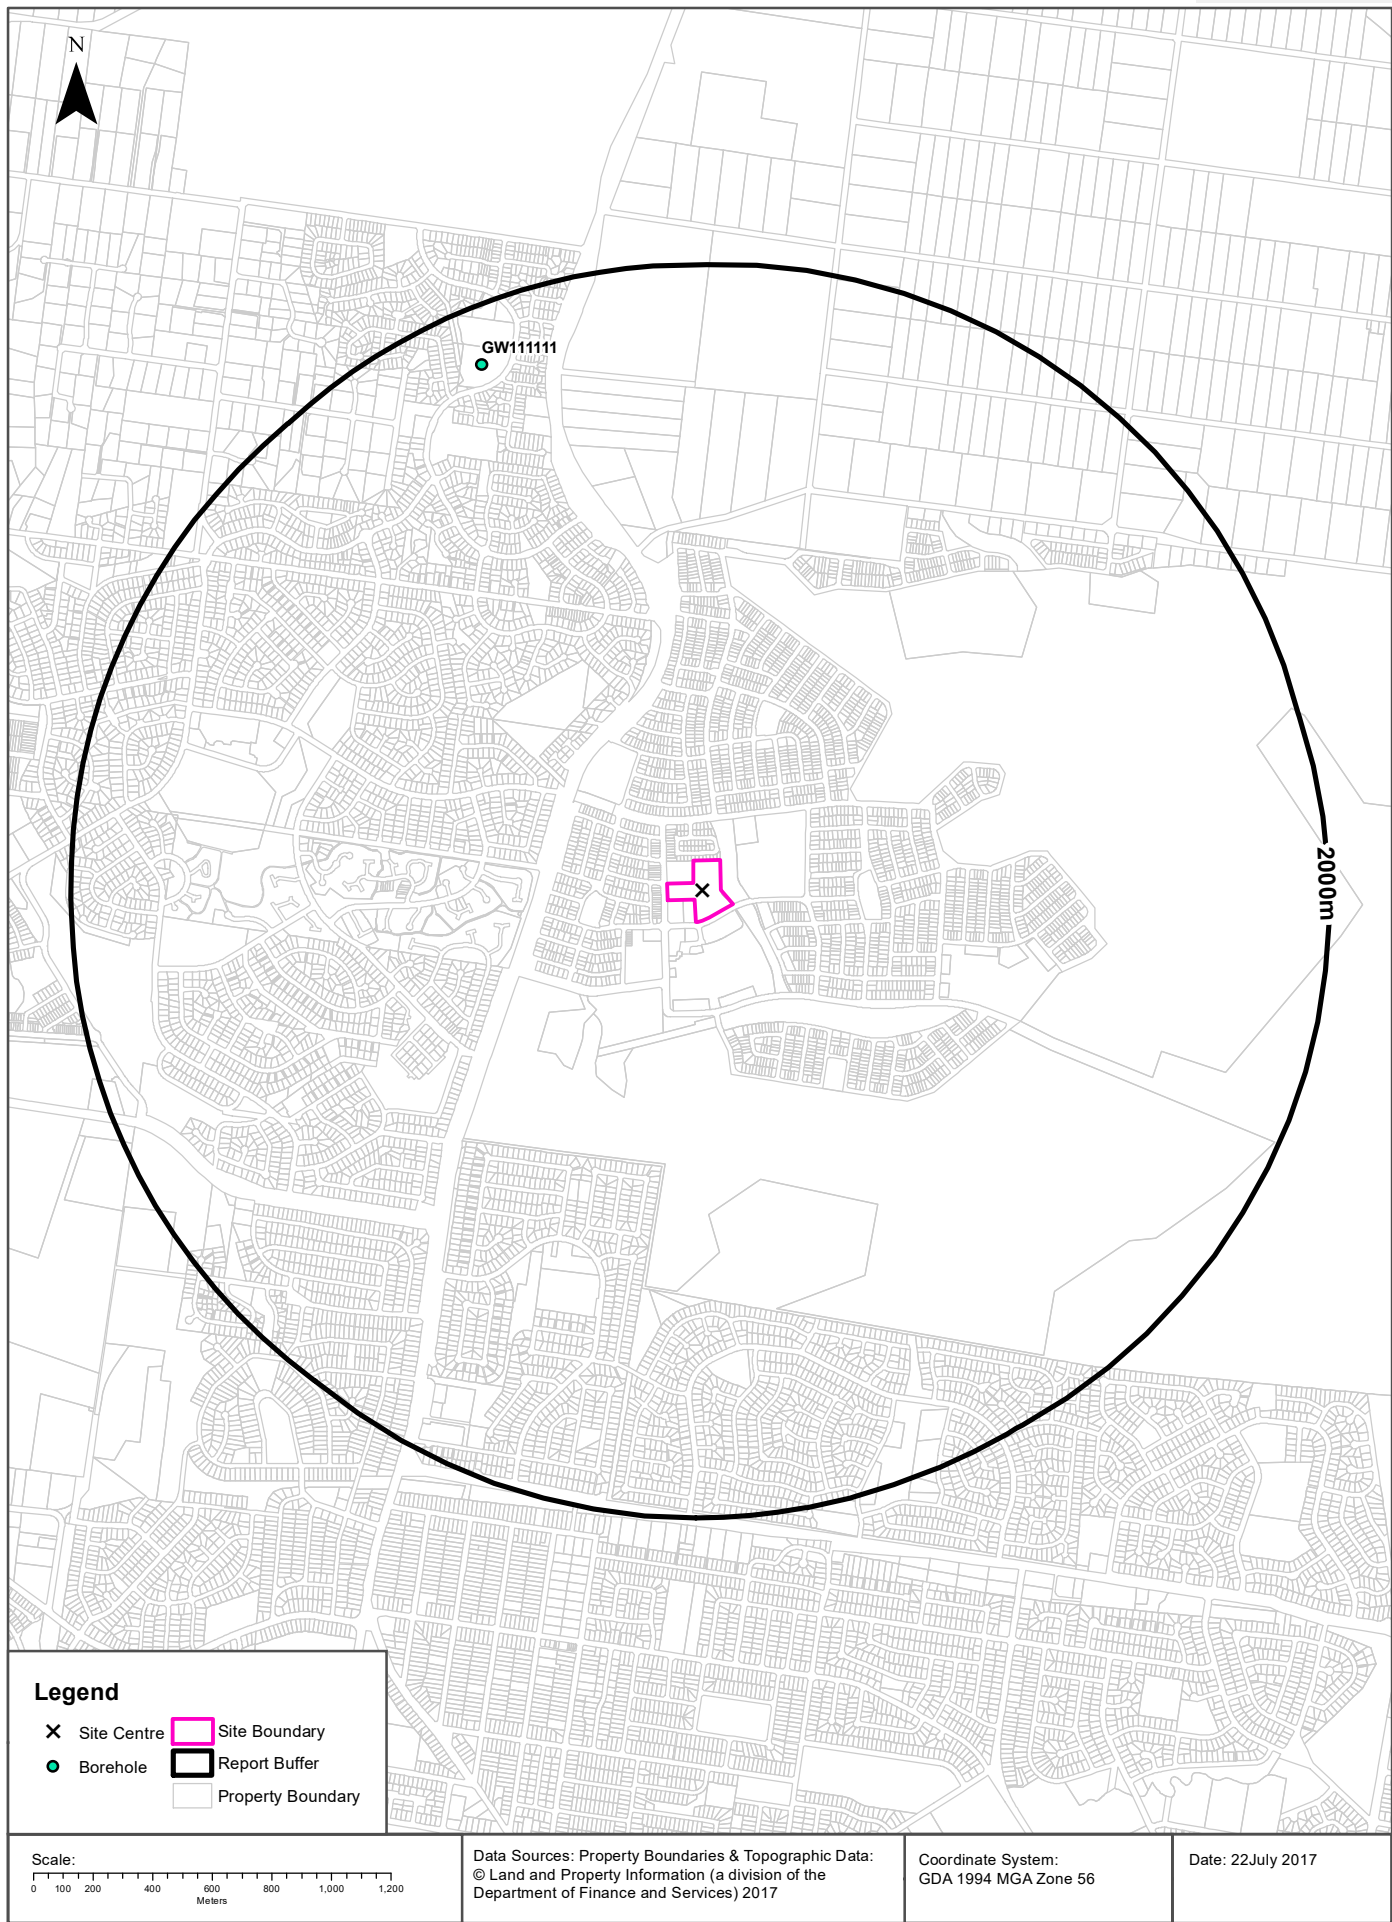 N
GW111111
2000m
Legend
Site Centre
Site Boundary
Borehole
Report Buffer
Property Boundary
Scale:
0 100 200 400 600 800 1,000 1,200
Meters
Data Sources: Property Boundaries & Topographic Data:
© Land and Property Information (a division of the
Department of Finance and Services) 2017
Coordinate System:
GDA 1994 MGA Zone 56
Date: 22July 2017